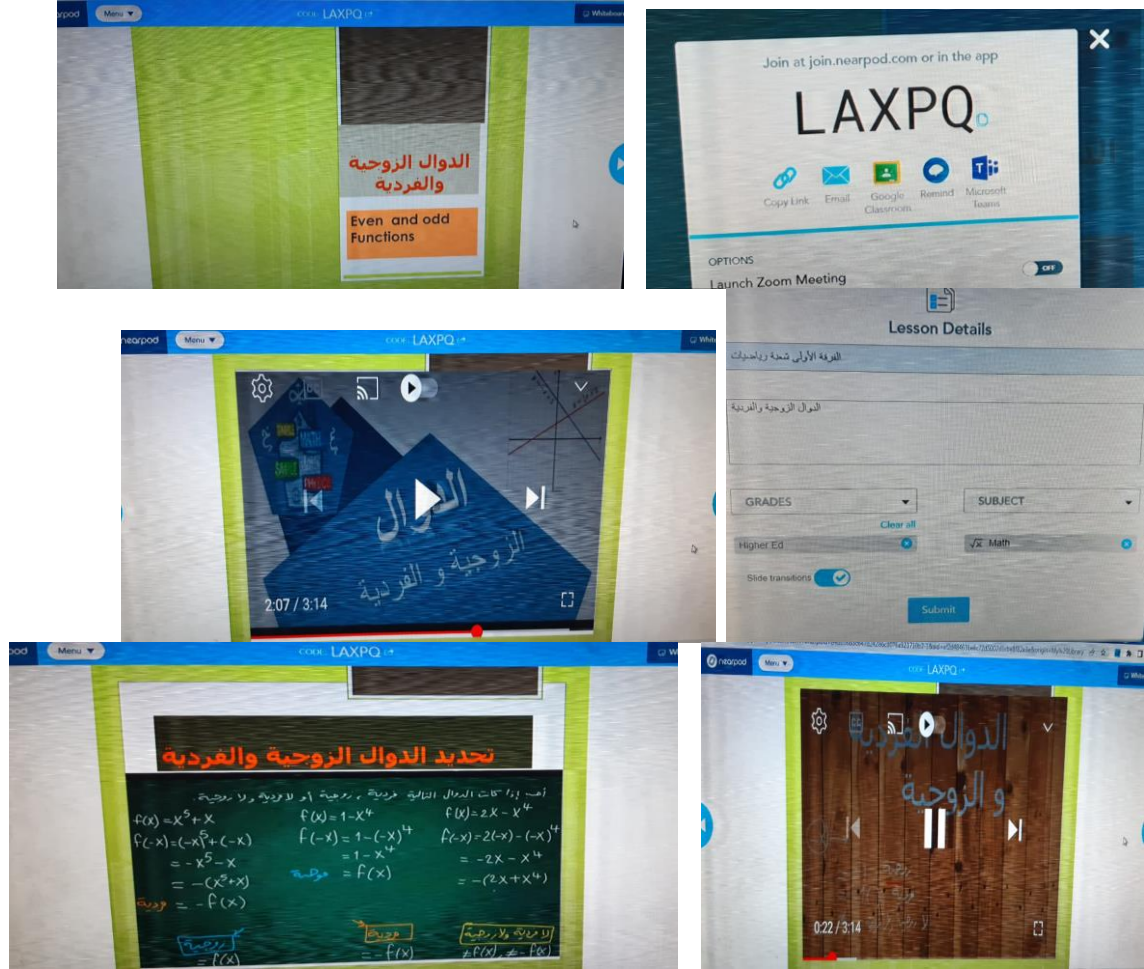 Menu
CODE: LAXPQ
الدوال الزوجية
والفردية
Even and odd
Functions
Join at join.nearpod.com or in the app
LAXPQ
Copy Link
Email
Google Classroom
Remind
Microsoft Teams
OPTIONS
Launch Zoom Meeting
OFF
nearpod
Menu
CODE: LAXPQ
الدوال
الزوجية و الفردية
2:07 / 3:14
Lesson Details
الفرقة الأولى شعبة رياضيات
الدوال الزوجية والفردية
GRADES
SUBJECT
Clear all
Higher Ed
√x Math
Slide transitions
Submit
Menu
CODE: LAXPQ
تحديد الدوال الزوجية والفردية
f(x)=x⁵+x
f(-x)=(-x)⁵+(-x)
= -x⁵-x
= -(x⁵+x)
فردية = -f(x)
f(x)=1-x⁴
f(-x)=1-(-x)⁴
=1-x⁴
= f(x)
f(x)=2x-x⁴
f(-x)=2(-x)-(-x)⁴
= -2x-x⁴
= -(2x+x⁴)
زوجية
= f(x)
فردية
= -f(x)
لا فردية ولا زوجية
≠f(x), ≠-f(x)
nearpod
Menu
CODE: LAXPQ
الدوال الفردية
و الزوجية
0:22 / 3:14